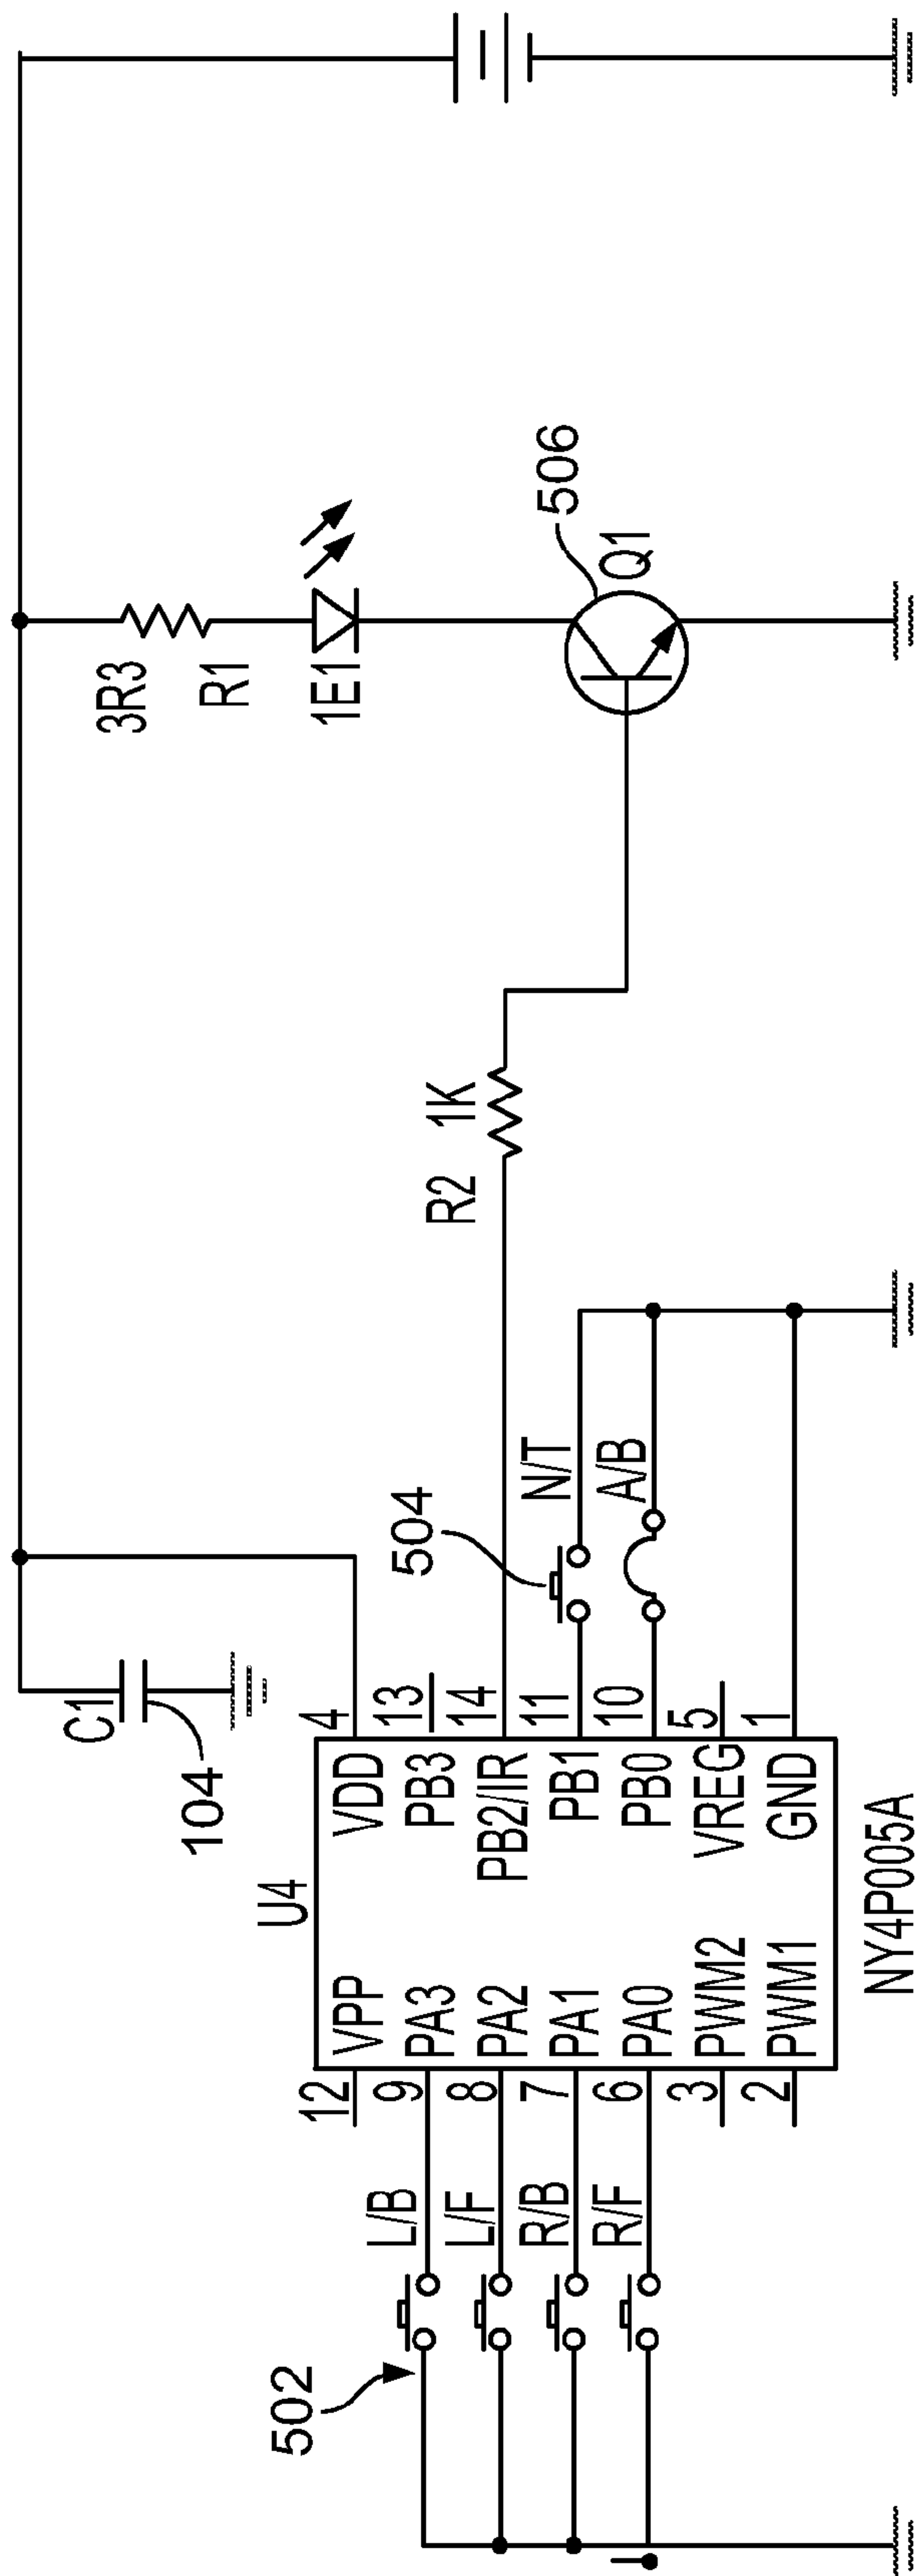 C1
104
3R3
R1
1E1
506
Q1
R2 1K
504
N/T
A/B
502
L/B
L/F
R/B
R/F
U4
12 VPP VDD 4
9 PA3 PB3 13
8 PA2 PB2/IR 14
7 PA1 PB1 11
6 PA0 PB0 10
3 PWM2 VREG 5
2 PWM1 GND 1
NY4P005A